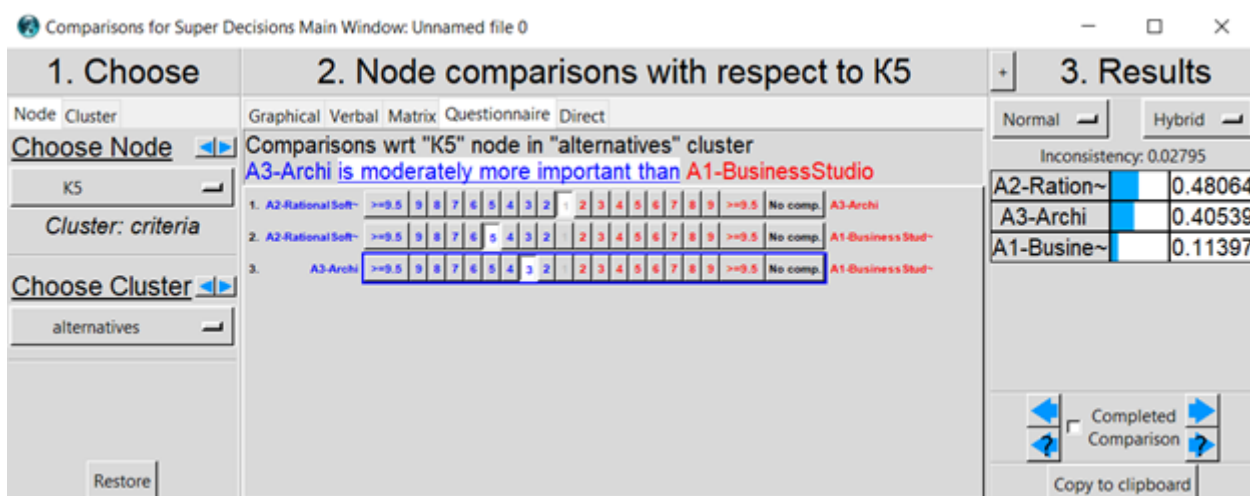 Comparisons for Super Decisions Main Window: Unnamed file 0
1. Choose
2. Node comparisons with respect to K5
+
3. Results
Node Cluster
Graphical Verbal Matrix Questionnaire Direct
Normal
Hybrid
Choose Node
Comparisons wrt "K5" node in "alternatives" cluster
Inconsistency: 0.02795
A3-Archi is moderately more important than A1-BusinessStudio
K5
A2-Ration~ 0.48064
A3-Archi 0.40539
A1-Busine~ 0.11397
1. A2-RationalSoft~ >=9.5 9 8 7 6 5 4 3 2 1 2 3 4 5 6 7 8 9 >=9.5 No comp. A3-Archi
Cluster: criteria
2. A2-RationalSoft~ >=9.5 9 8 7 6 5 4 3 2 1 2 3 4 5 6 7 8 9 >=9.5 No comp. A1-BusinessStud~
3. A3-Archi >=9.5 9 8 7 6 5 4 3 2 1 2 3 4 5 6 7 8 9 >=9.5 No comp. A1-BusinessStud~
Choose Cluster
alternatives
Completed
Comparison
?
?
Restore
Copy to clipboard